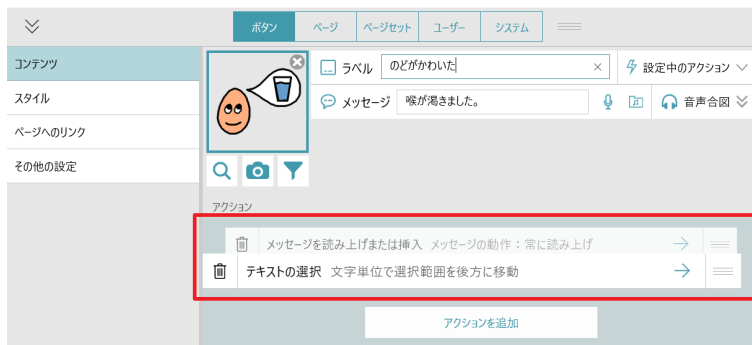 ボタン ページ ページセット ユーザー システム
コンテンツ
スタイル
ページへのリンク
その他の設定
ラベル のどがかわいた 設定中のアクション
メッセージ 喉が渇きました。 音声合図
アクション
メッセージを読み上げまたは挿入 メッセージの動作：常に読み上げ
テキストの選択 文字単位で選択範囲を後方に移動
アクションを追加